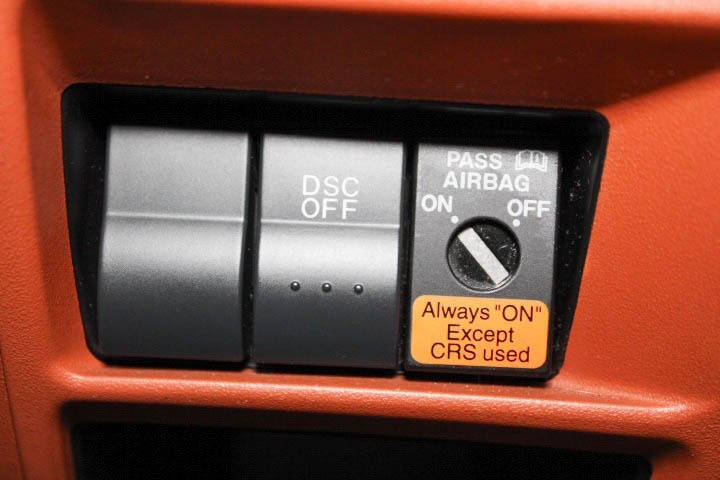 DSC
OFF
PASS
AIRBAG
ON OFF
Always "ON"
Except
CRS used